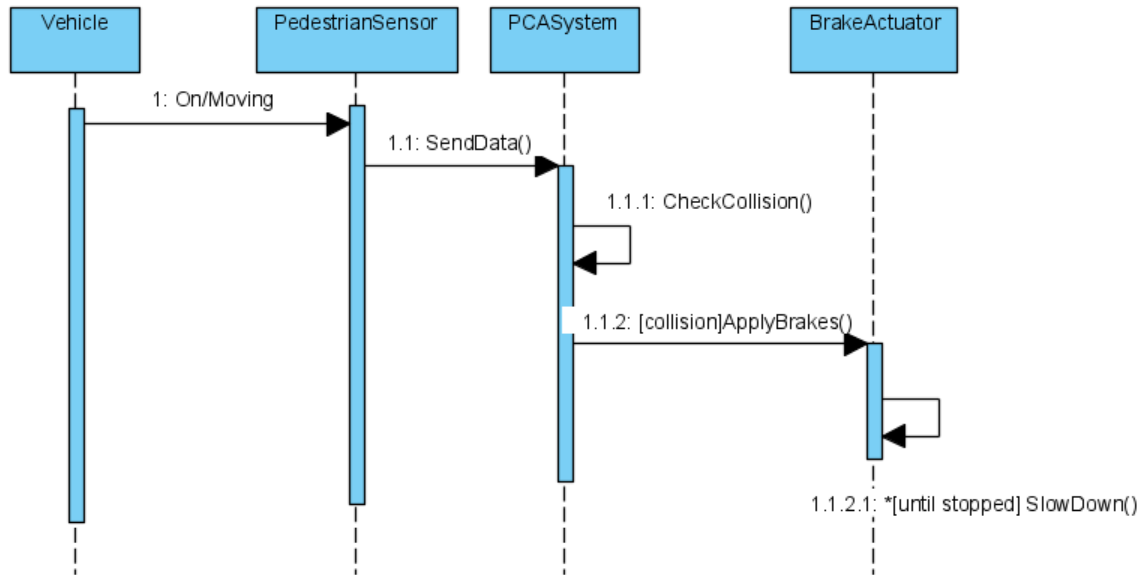 Vehicle
PedestrianSensor
PCASystem
BrakeActuator
1: On/Moving
1.1: SendData()
1.1.1: CheckCollision()
1.1.2: [collision]ApplyBrakes()
1.1.2.1: *[until stopped] SlowDown()